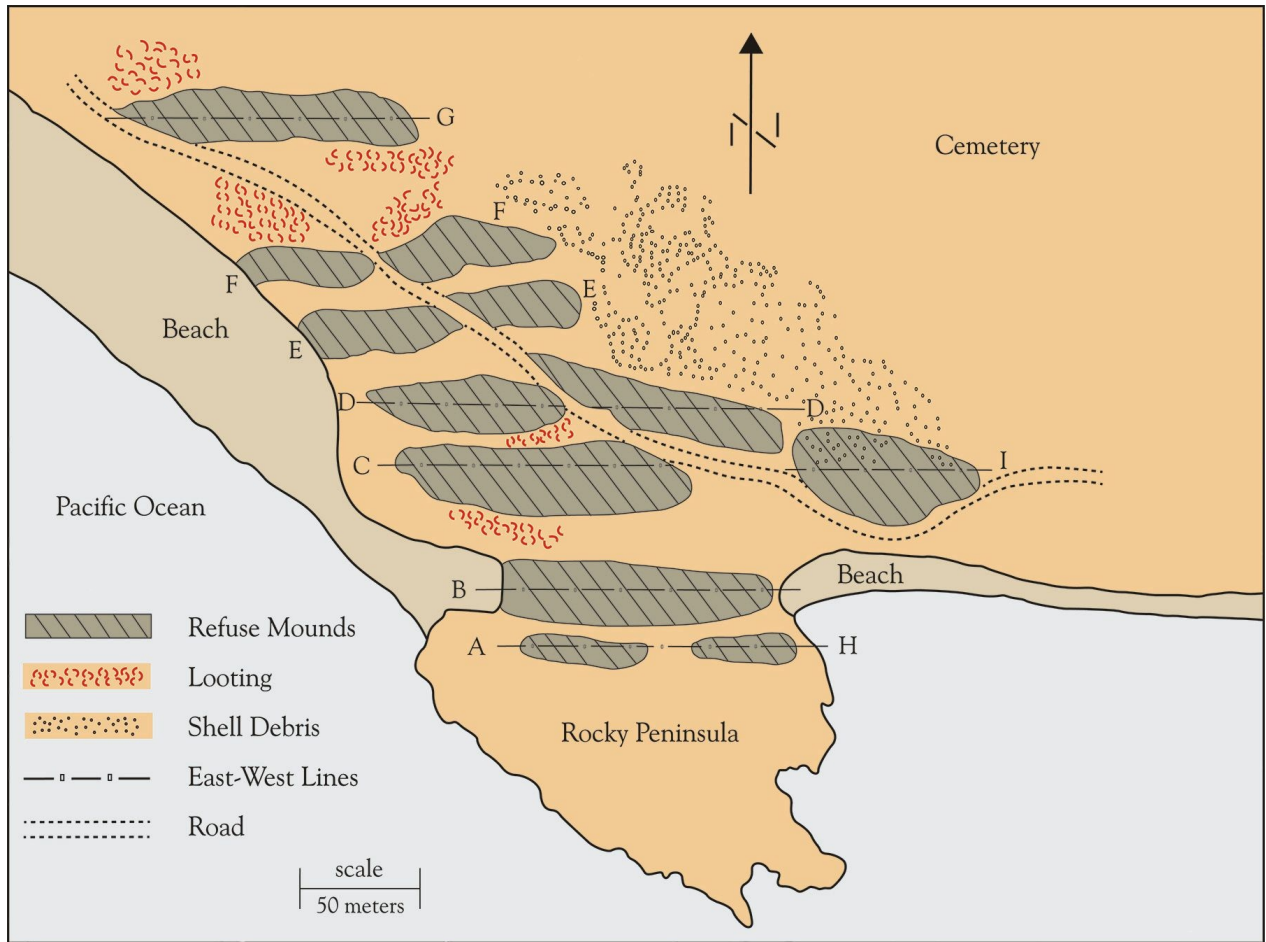 G
Cemetery
F
F
E
Beach
E
D
D
C
I
Pacific Ocean
B
Beach
A
H
Rocky Peninsula
Refuse Mounds
Looting
Shell Debris
East-West Lines
Road
scale
50 meters